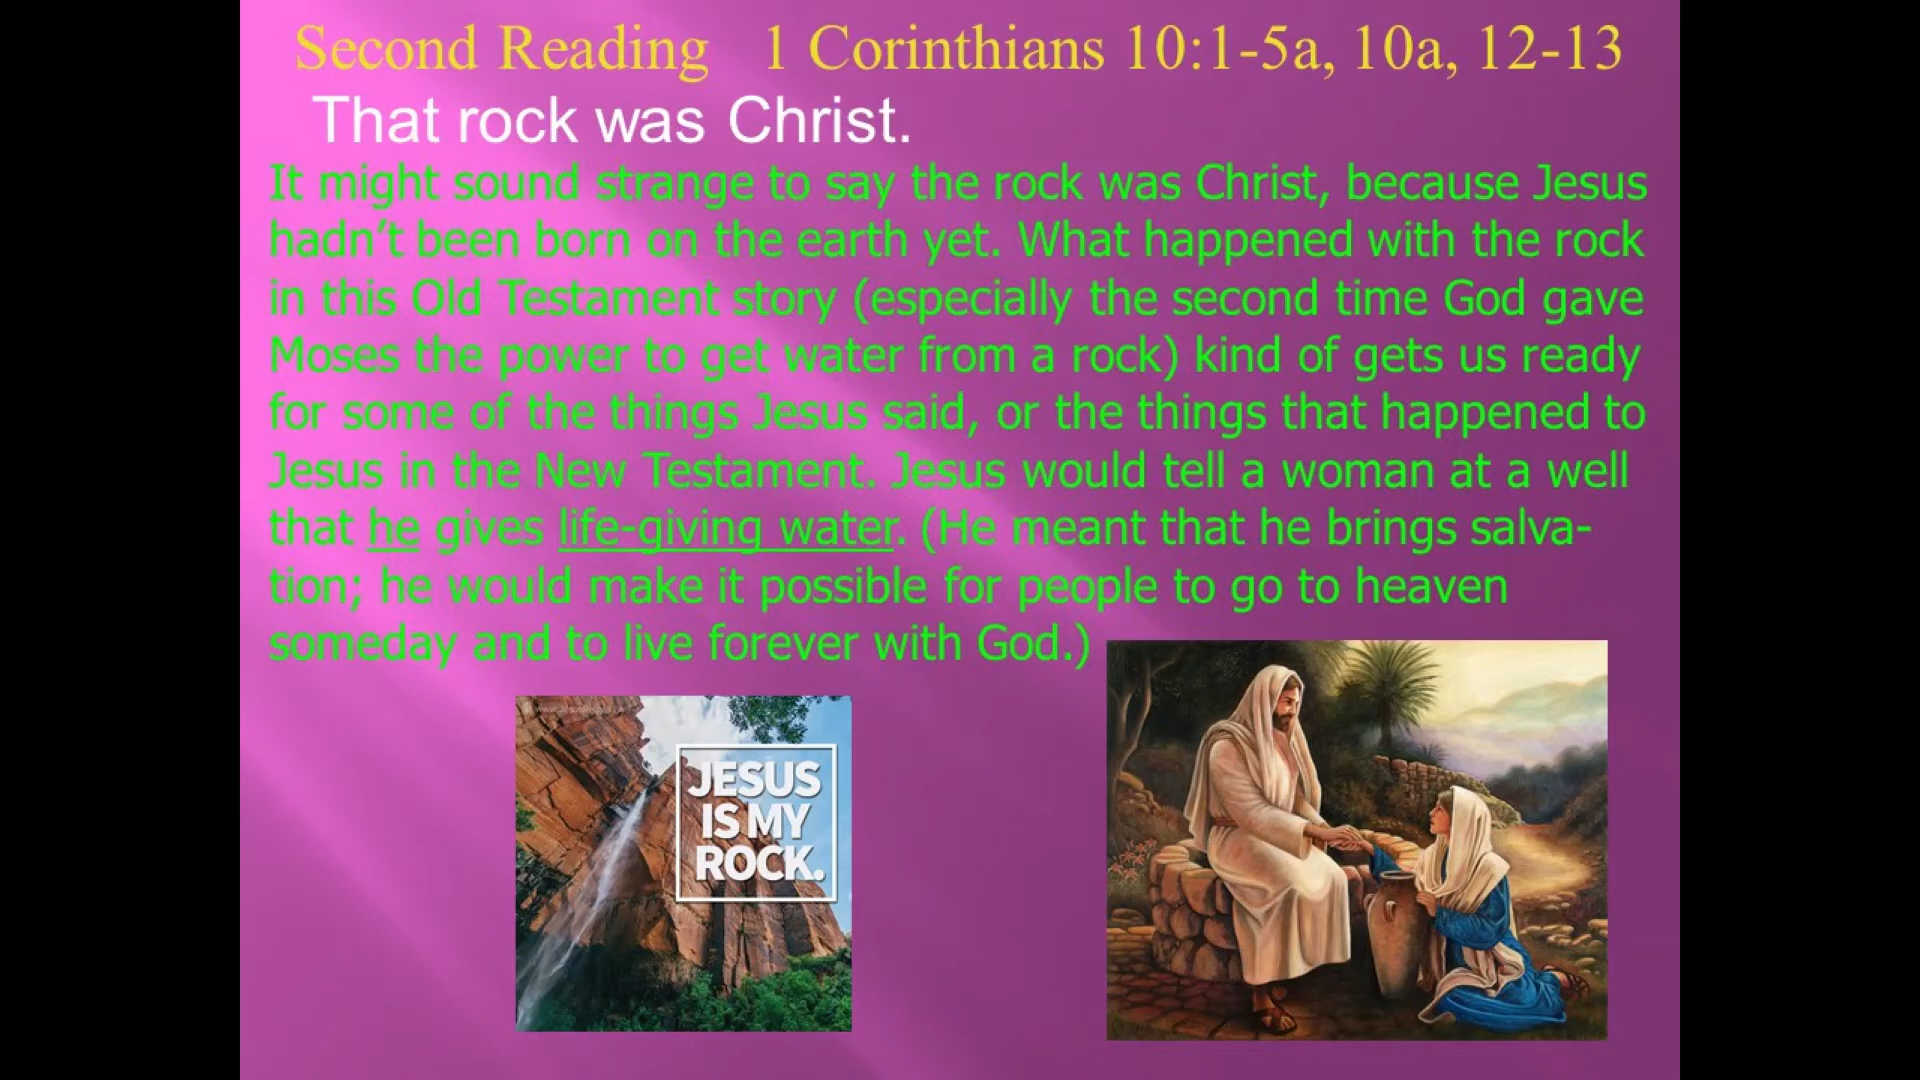 Second Reading 1 Corinthians 10:1-5a, 10a, 12-13
That rock was Christ.
It might sound strange to say the rock was Christ, because Jesus
hadn’t been born on the earth yet. What happened with the rock
in this Old Testament story (especially the second time God gave
Moses the power to get water from a rock) kind of gets us ready
for some of the things Jesus said, or the things that happened to
Jesus in the New Testament. Jesus would tell a woman at a well
that he gives life-giving water. (He meant that he brings salva-
tion; he would make it possible for people to go to heaven
someday and to live forever with God.)
JESUS
IS MY
ROCK.